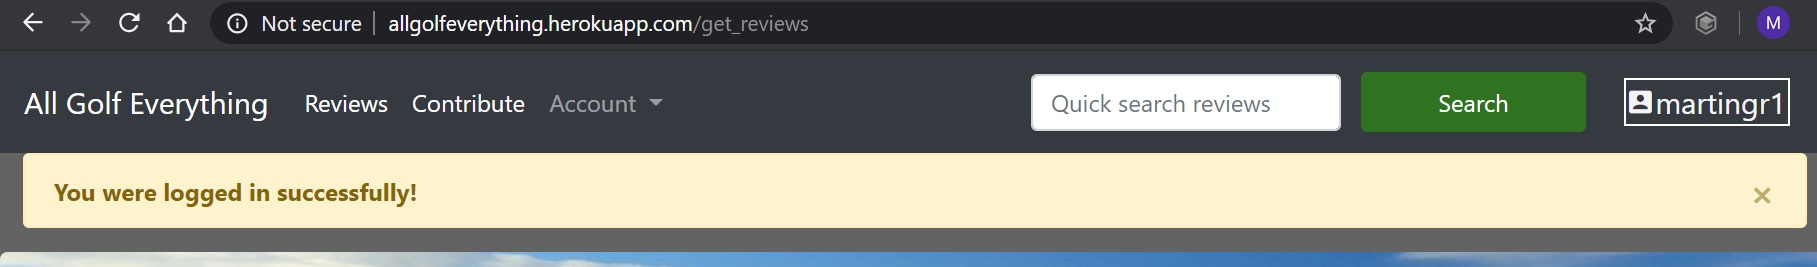 Not secure allgolfeverything.herokuapp.com/get_reviews M
All Golf Everything Reviews Contribute Account Quick search reviews Search martingr1
You were logged in successfully! ×